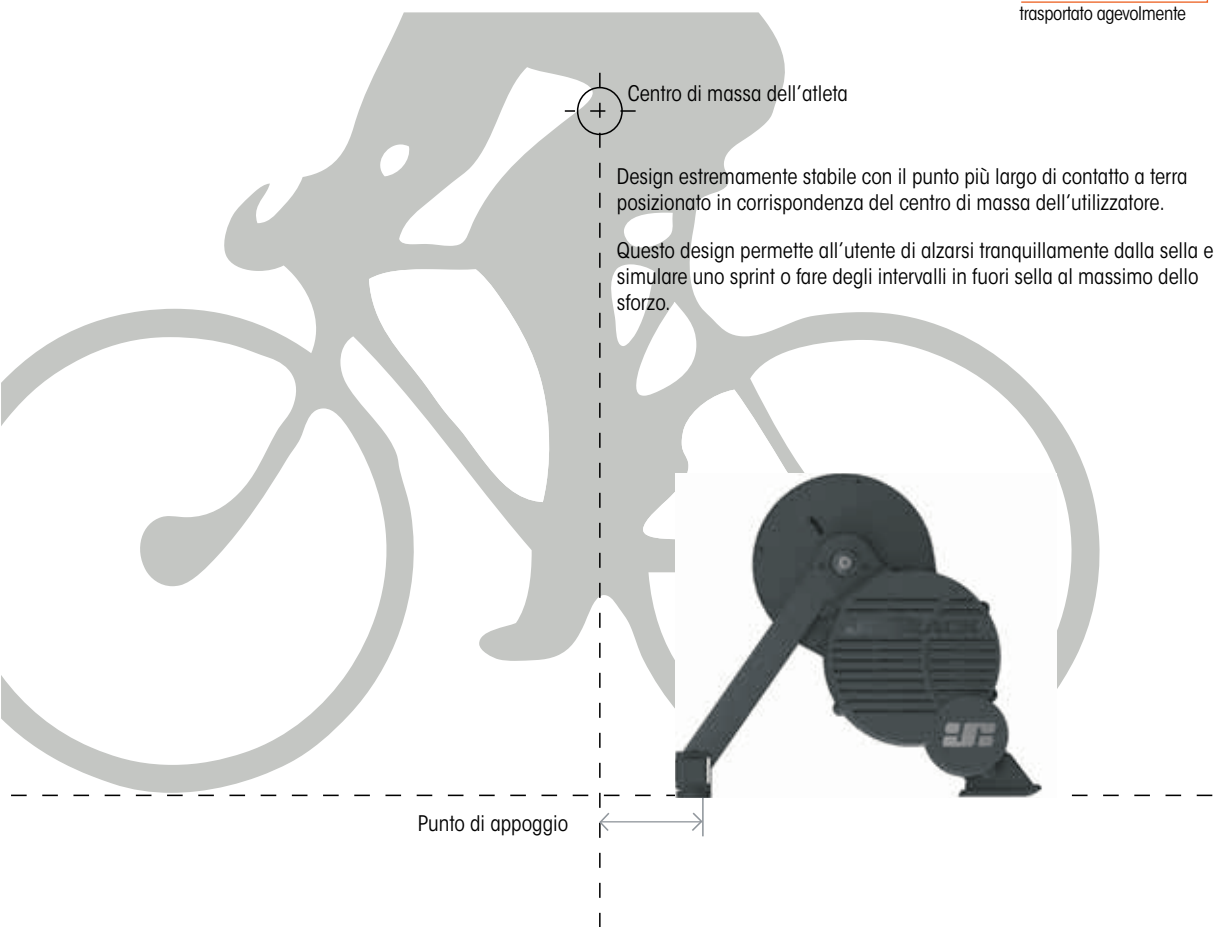 trasportato agevolmente
Centro di massa dell'atleta
Design estremamente stabile con il punto più largo di contatto a terra
posizionato in corrispondenza del centro di massa dell'utilizzatore.
Questo design permette all'utente di alzarsi tranquillamente dalla sella e
simulare uno sprint o fare degli intervalli in fuori sella al massimo dello
sforzo.
Punto di appoggio